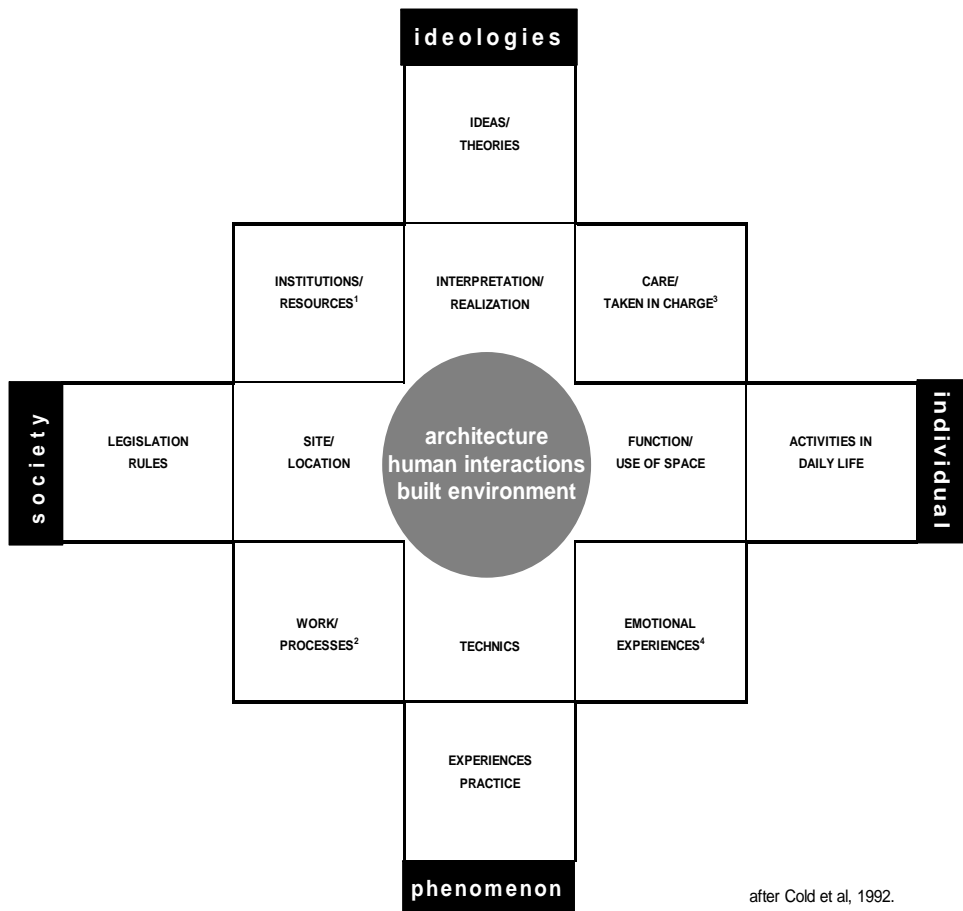 ideologies
IDEAS/
THEORIES
INSTITUTIONS/
RESOURCES¹
INTERPRETATION/
REALIZATION
CARE/
TAKEN IN CHARGE³
society
LEGISLATION
RULES
SITE/
LOCATION
architecture
human interactions
built environment
FUNCTION/
USE OF SPACE
ACTIVITIES IN
DAILY LIFE
individual
WORK/
PROCESSES²
TECHNICS
EMOTIONAL
EXPERIENCES⁴
EXPERIENCES
PRACTICE
phenomenon
after Cold et al, 1992.